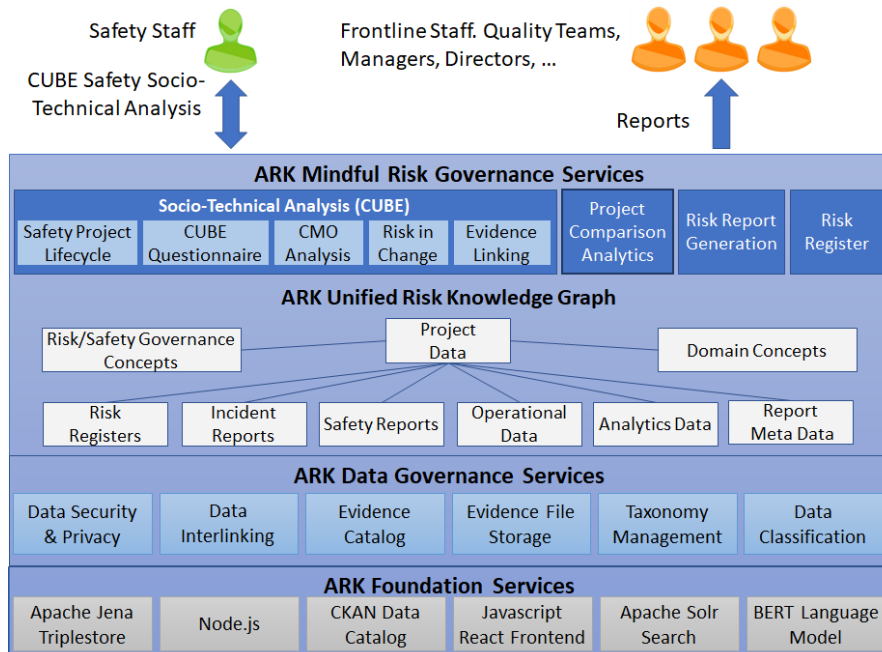 Safety Staff
CUBE Safety Socio-
Technical Analysis
Frontline Staff. Quality Teams,
Managers, Directors, ...
Reports
ARK Mindful Risk Governance Services
Socio-Technical Analysis (CUBE)
Safety Project
Lifecycle
CUBE
Questionnaire
CMO
Analysis
Risk in
Change
Evidence
Linking
Project
Comparison
Analytics
Risk Report
Generation
Risk
Register
ARK Unified Risk Knowledge Graph
Risk/Safety Governance
Concepts
Project
Data
Domain Concepts
Risk
Registers
Incident
Reports
Safety Reports
Operational
Data
Analytics Data
Report
Meta Data
ARK Data Governance Services
Data Security
& Privacy
Data
Interlinking
Evidence
Catalog
Evidence File
Storage
Taxonomy
Management
Data
Classification
ARK Foundation Services
Apache Jena
Triplestore
Node.js
CKAN Data
Catalog
Javascript
React Frontend
Apache Solr
Search
BERT Language
Model